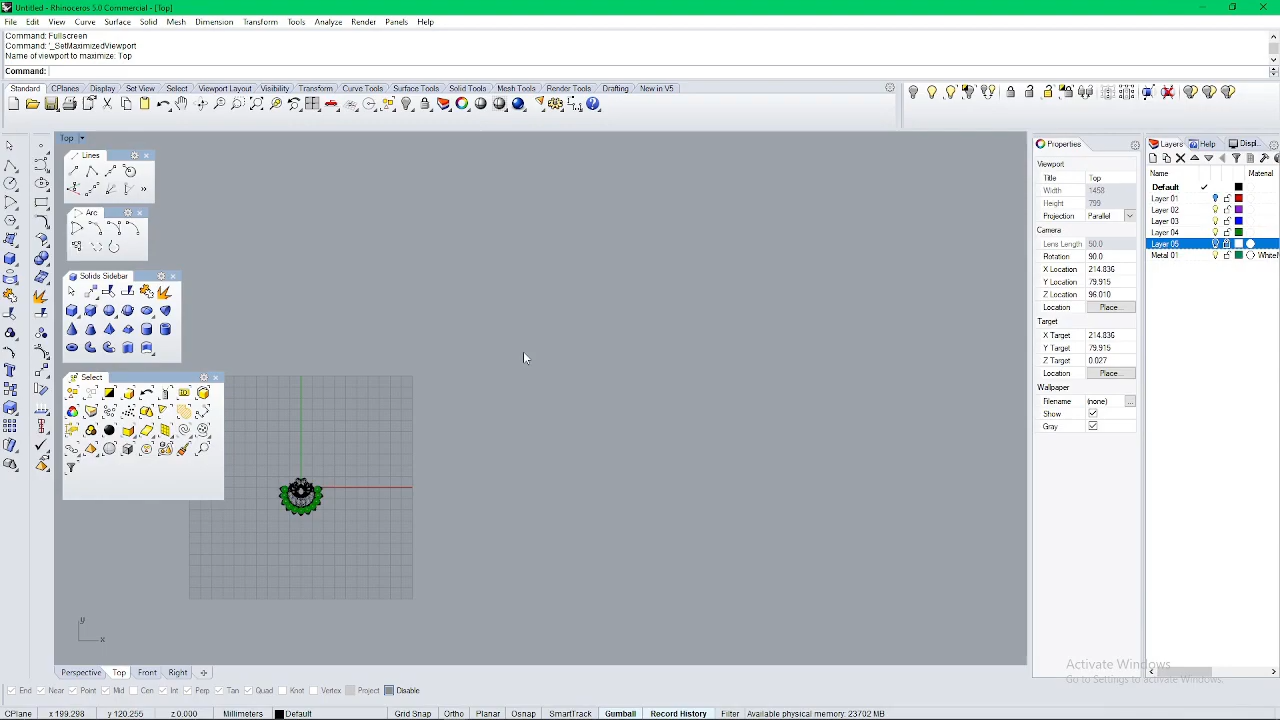 Untitled - Rhinoceros 5.0 Commercial - [Top]
File Edit View Curve Surface Solid Mesh Dimension Transform Tools Analyze Render Panels Help
Command: Fullscreen
Command: '_SetMaximizedViewport
Name of viewport to maximize: Top
Command:
Standard CPlanes Display Set View Select Viewport Layout Visibility Transform Curve Tools Surface Tools Solid Tools Mesh Tools Render Tools Drafting New in V5
Top
Lines
Arc
Solids Sidebar
Select
Properties
Viewport
Title Top
Width 1458
Height 799
Projection Parallel
Camera
Lens Length 50.0
Rotation 90.0
X Location 214.836
Y Location 79.915
Z Location 96.010
Location Place...
Target
X Target 214.836
Y Target 79.915
Z Target 0.027
Location Place...
Wallpaper
Filename (none) ...
Show
Gray
Layers Help Displ...
Name Material
Default
Layer 01
Layer 02
Layer 03
Layer 04
Layer 05
Metal 01 White
y
x
Perspective Top Front Right
Activate Windows
Go to Settings to activate Windows.
End Near Point Mid Cen Int Perp Tan Quad Knot Vertex Project Disable
CPlane x 199.298 y 120.255 z 0.000 Millimeters Default Grid Snap Ortho Planar Osnap SmartTrack Gumball Record History Filter Available physical memory: 23702 MB